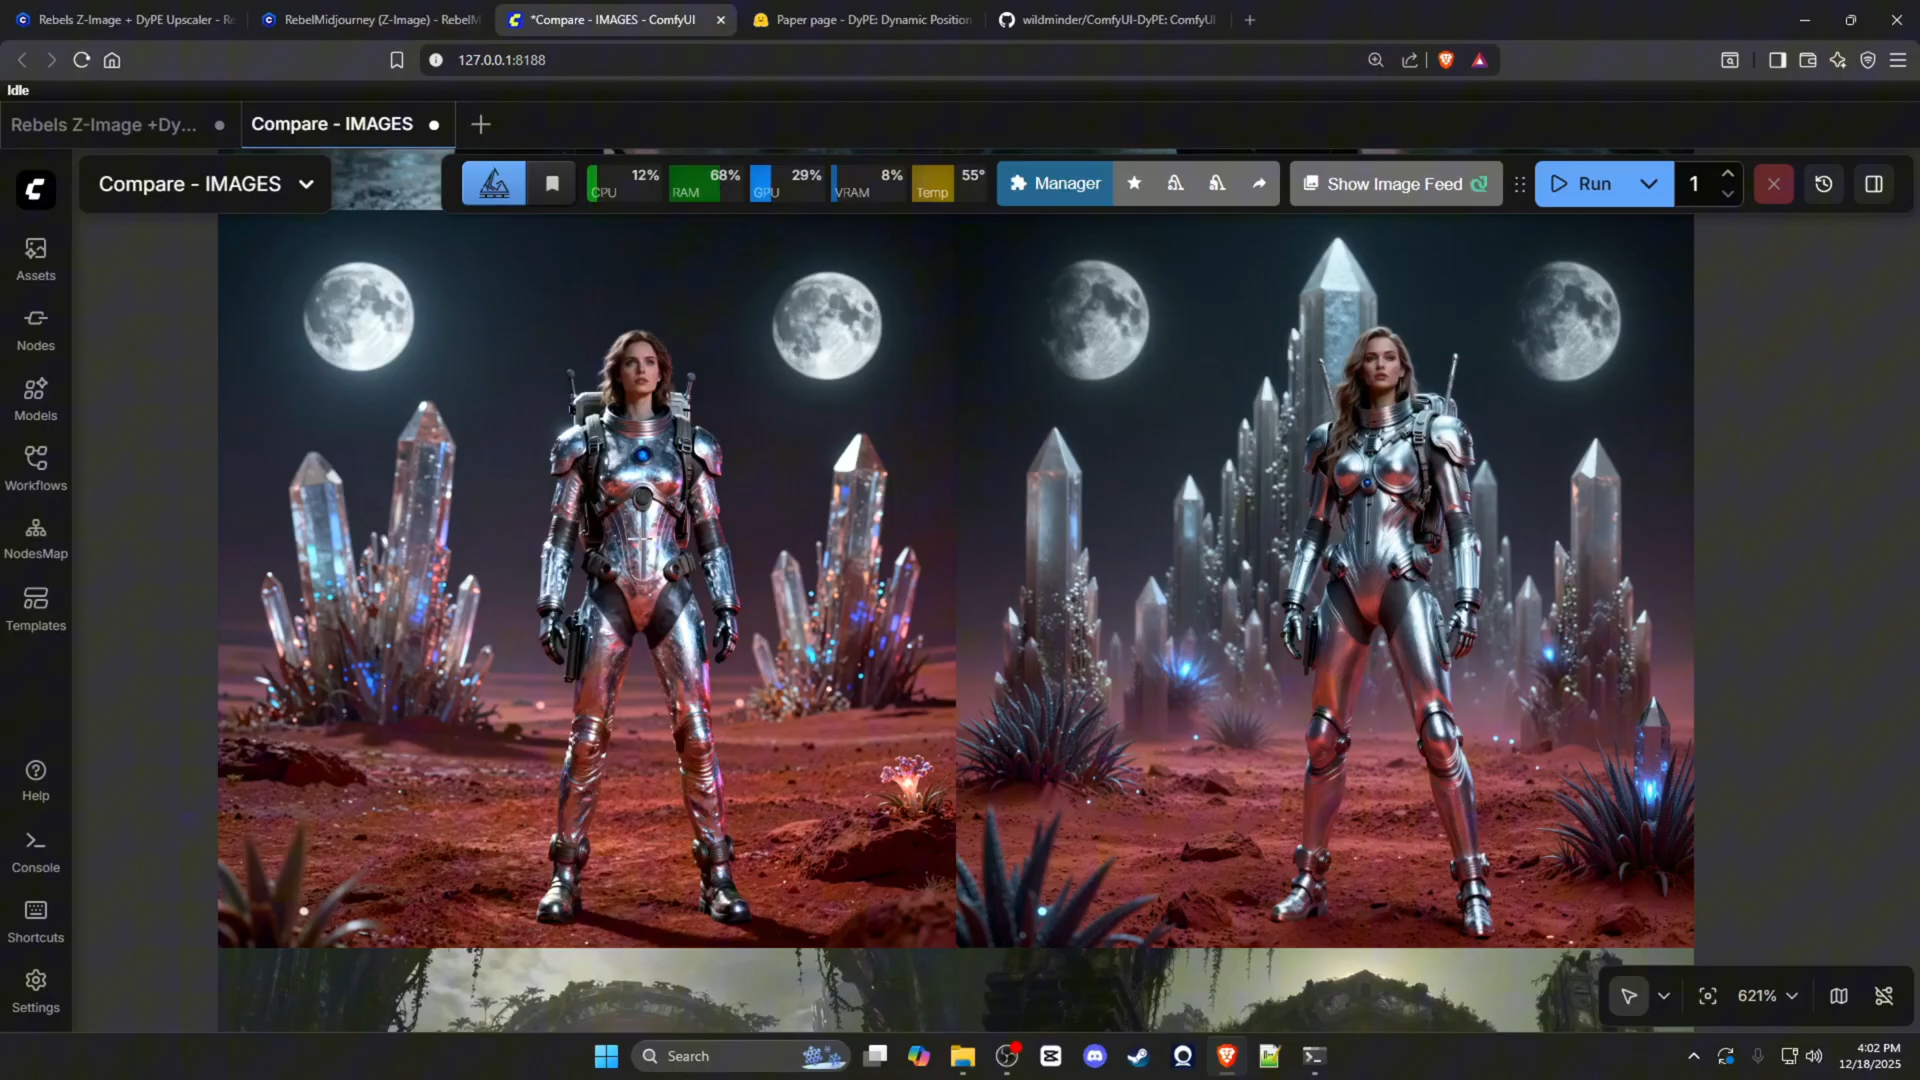 Rebels Z-Image + DyPE Upscaler - Re
RebelMidjourney (Z-Image) - RebelM
*Compare - IMAGES - ComfyUI
Paper page - DyPE: Dynamic Position
wildminder/ComfyUI-DyPE: ComfyUI
127.0.0.1:8188
Idle
Rebels Z-Image +Dy...
Compare - IMAGES
Compare - IMAGES
CPU 12%
RAM 68%
GPU 29%
VRAM 8%
Temp 55°
Manager
Show Image Feed
Run
1
Assets
Nodes
Models
Workflows
NodesMap
Templates
Help
Console
Shortcuts
Settings
621%
Search
4:02 PM
12/18/2025